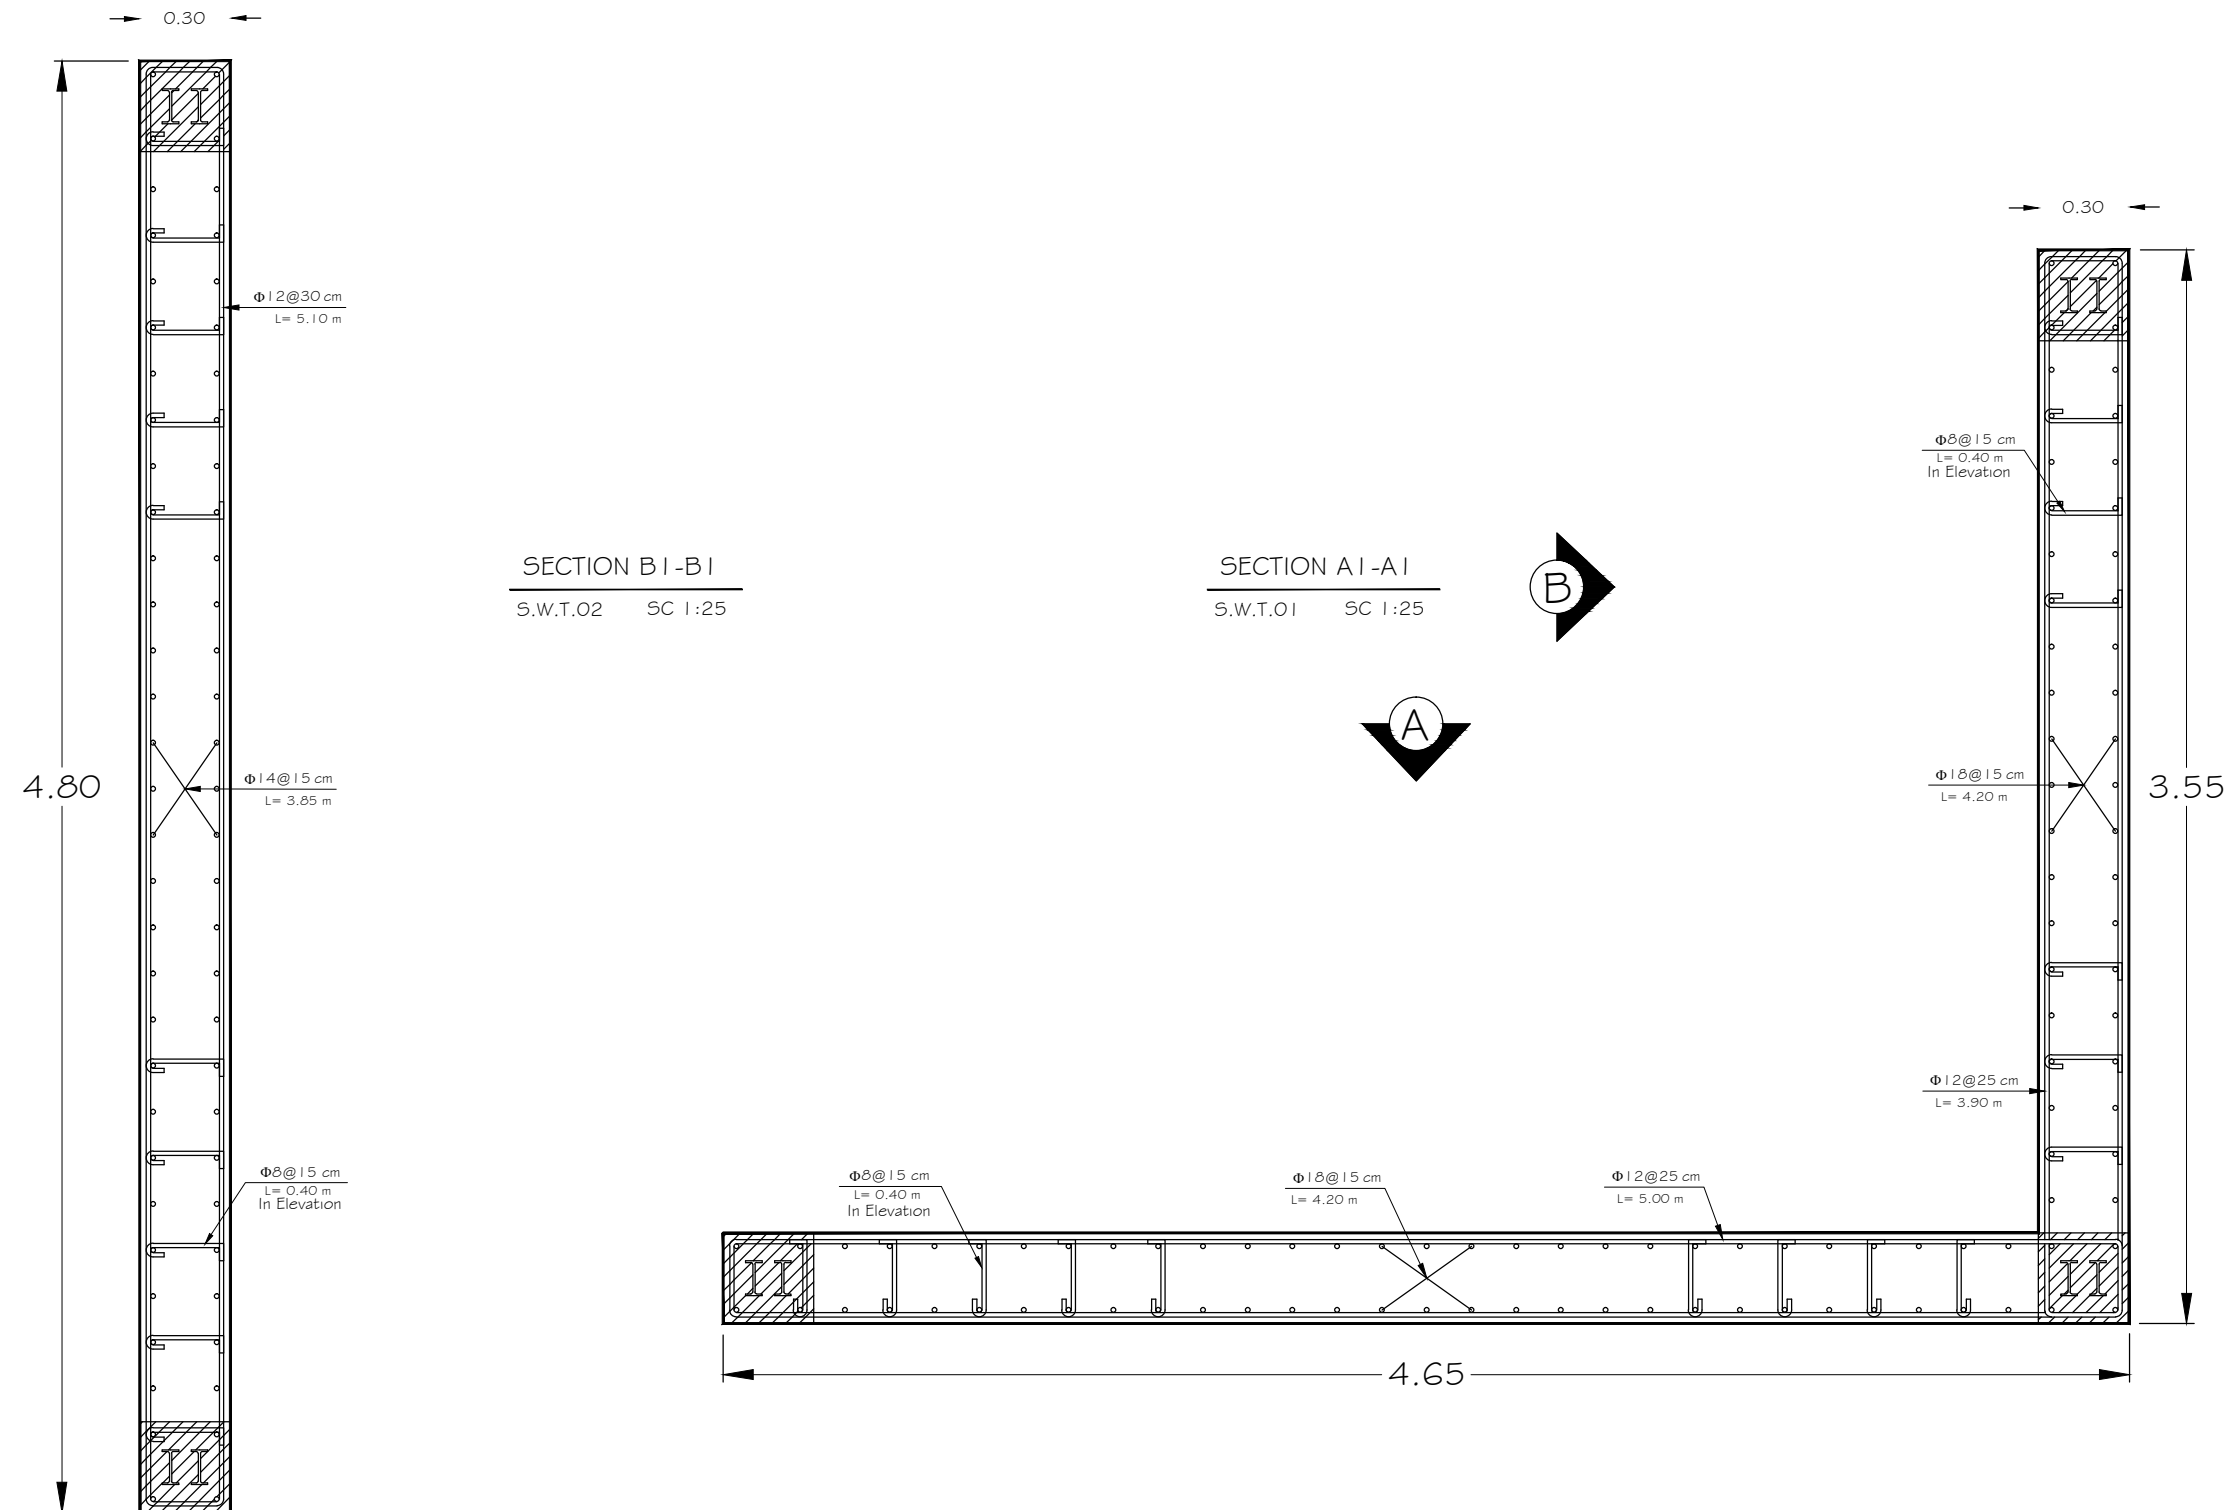 0.30
4.80
Φ12@30 cm
L= 5.10 m
Φ14@15 cm
L= 3.85 m
Φ8@15 cm
L= 0.40 m
In Elevation
SECTION B1-B1
S.W.T.02 SC 1:25
SECTION A1-A1
S.W.T.01 SC 1:25
B
A
0.30
Φ8@15 cm
L= 0.40 m
In Elevation
Φ18@15 cm
L= 4.20 m
3.55
Φ12@25 cm
L= 3.90 m
Φ8@15 cm
L= 0.40 m
In Elevation
Φ18@15 cm
L= 4.20 m
Φ12@25 cm
L= 5.00 m
4.65